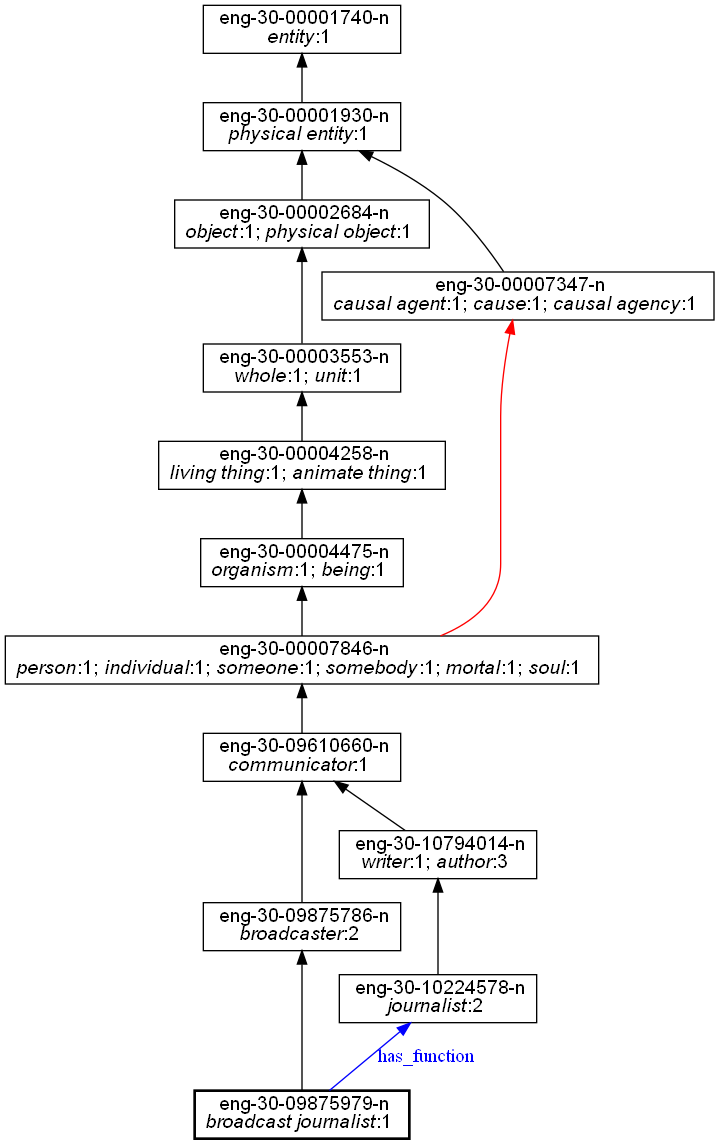 eng-30-00001740-n
entity:1
eng-30-00001930-n
physical entity:1
eng-30-00002684-n
object:1; physical object:1
eng-30-00007347-n
causal agent:1; cause:1; causal agency:1
eng-30-00003553-n
whole:1; unit:1
eng-30-00004258-n
living thing:1; animate thing:1
eng-30-00004475-n
organism:1; being:1
eng-30-00007846-n
person:1; individual:1; someone:1; somebody:1; mortal:1; soul:1
eng-30-09610660-n
communicator:1
eng-30-10794014-n
writer:1; author:3
eng-30-09875786-n
broadcaster:2
eng-30-10224578-n
journalist:2
has_function
eng-30-09875979-n
broadcast journalist:1